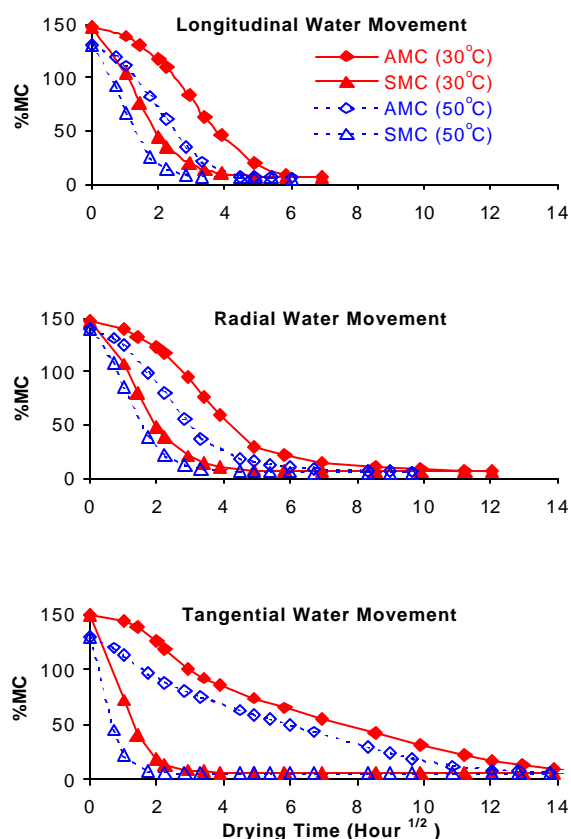 Longitudinal Water Movement
AMC (30°C)
SMC (30°C)
AMC (50°C)
SMC (50°C)
%MC
150
100
50
0
0 2 4 6 8 10 12 14
Radial Water Movement
%MC
150
100
50
0
0 2 4 6 8 10 12 14
Tangential Water Movement
%MC
150
100
50
0
0 2 4 6 8 10 12 14
Drying Time (Hour 1/2)